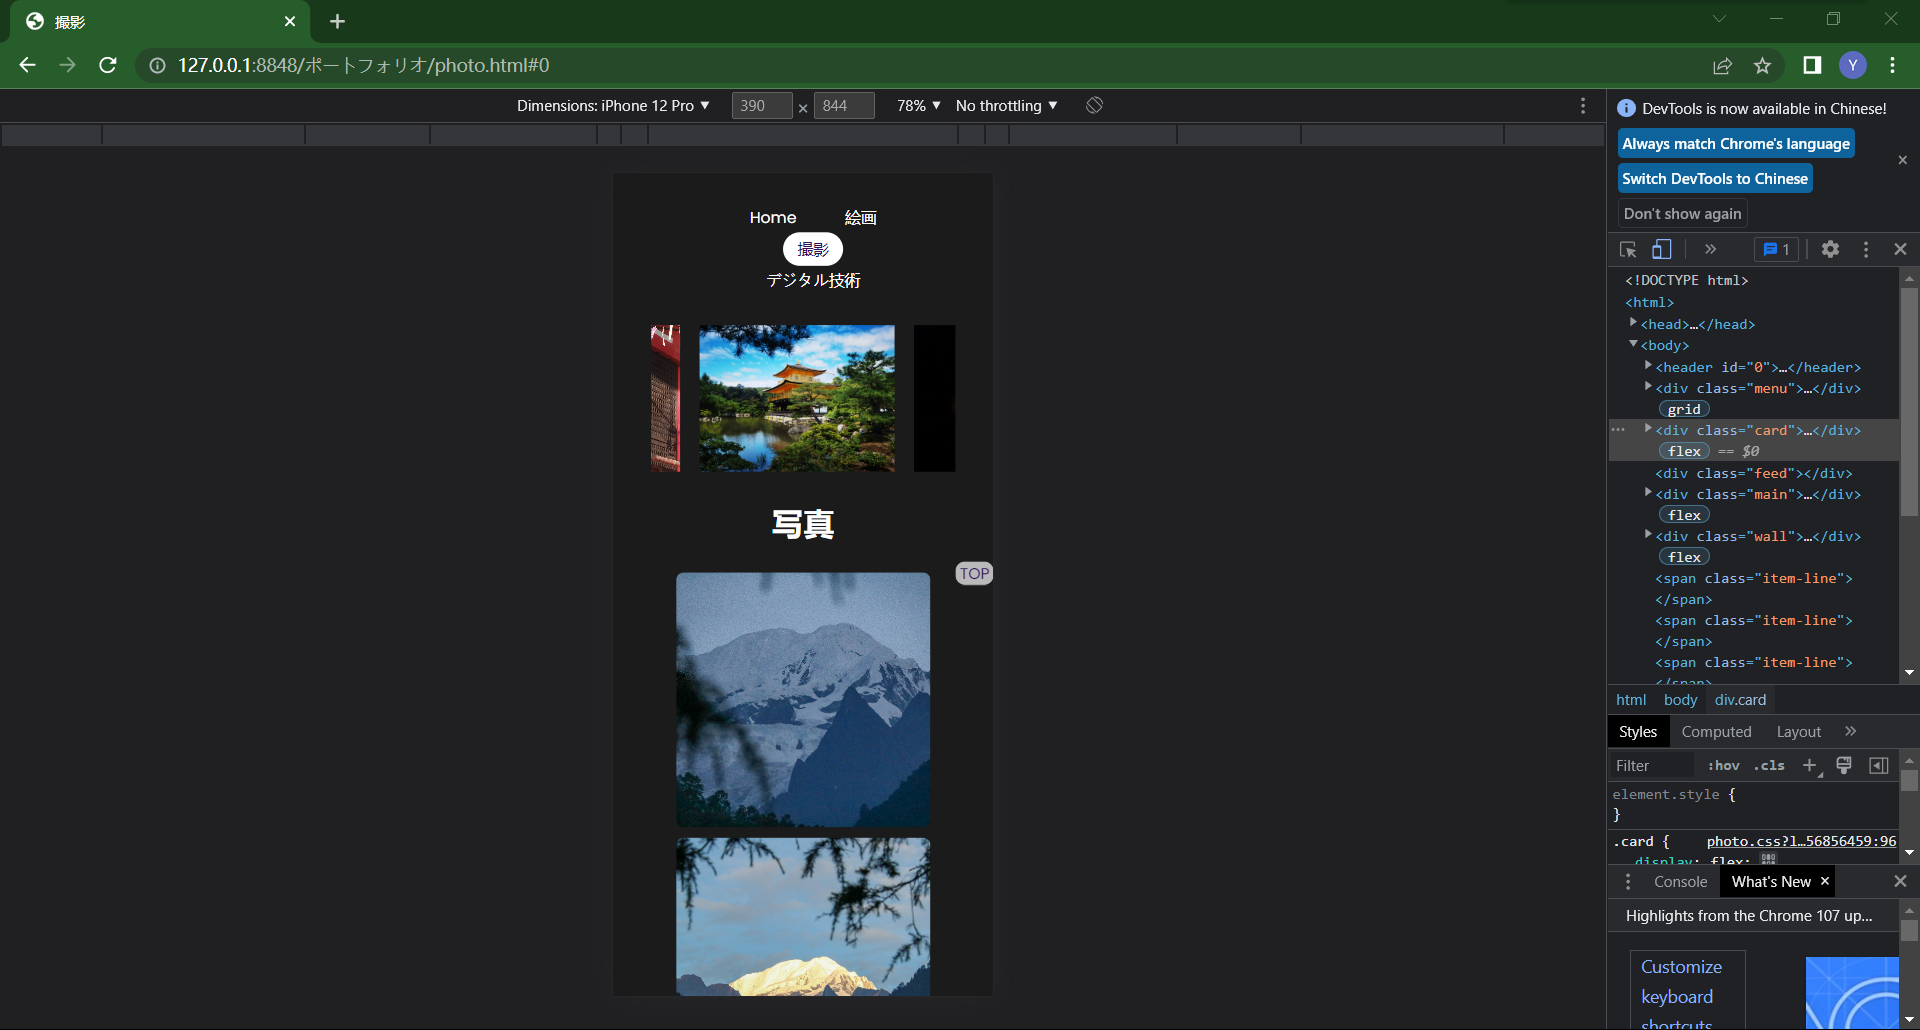 撮影
127.0.0.1:8848/ポートフォリオ/photo.html#0
Y
Dimensions: iPhone 12 Pro ▼ 390 × 844 78% ▼ No throttling ▼
DevTools is now available in Chinese!
Always match Chrome's language
Switch DevTools to Chinese
Don't show again
Home 絵画
撮影
デジタル技術
写真
TOP
1
<!DOCTYPE html>
<html>
<head>…</head>
<body>
<header id="0">…</header>
<div class="menu">…</div>
grid
<div class="card">…</div>
flex == $0
<div class="feed"></div>
<div class="main">…</div>
flex
<div class="wall">…</div>
flex
<span class="item-line">
</span>
<span class="item-line">
</span>
<span class="item-line">
</span>
html body div.card
Styles Computed Layout
Filter :hov .cls
element.style {
}
.card { photo.css?l…56856459:96
display: flex;
Console What's New
Highlights from the Chrome 107 up...
Customize
keyboard
shortcuts